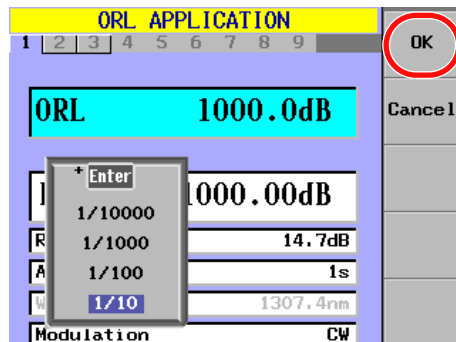 ORL APPLICATION
1 2 3 4 5 6 7 8 9
OK
ORL 1000.0dB
Cancel
1000.00dB
Enter
1/10000
1/1000
1/100
1/10
R 14.7dB
A 1s
W 1307.4nm
Modulation CW